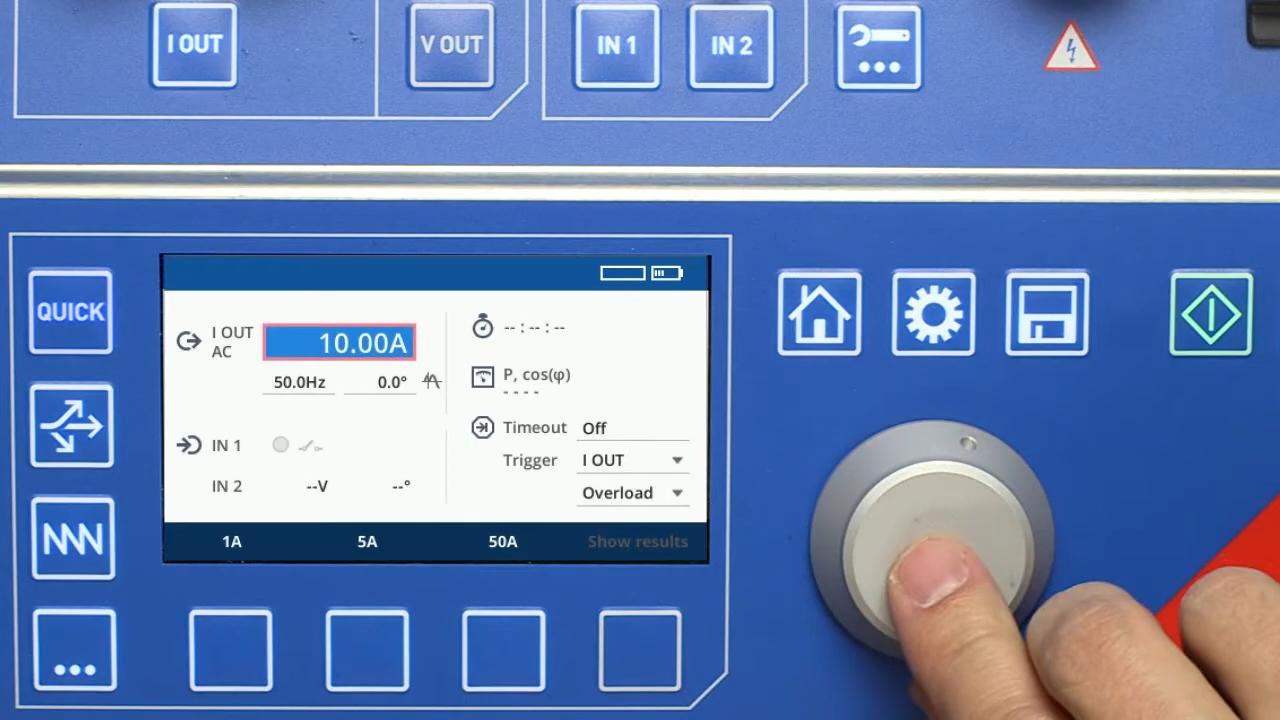 I OUT
V OUT
IN 1
IN 2
QUICK
I OUT
AC
10.00A
50.0Hz
0.0°
IN 1
IN 2
--V
--°
-- : -- : --
P, cos(φ)
- - - -
Timeout
Off
Trigger
I OUT
Overload
1A
5A
50A
Show results